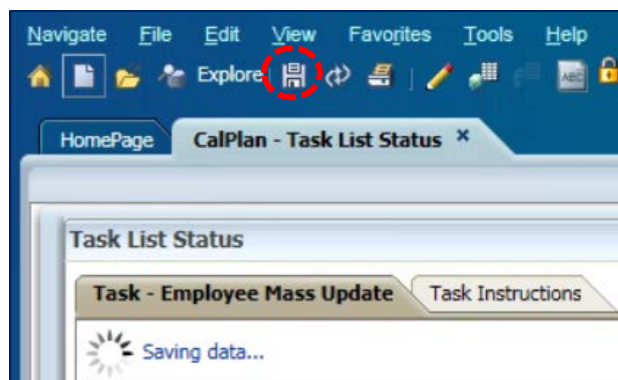 Navigate File Edit View Favorites Tools Help
Explore ABC
HomePage CalPlan - Task List Status ×
Task List Status
Task - Employee Mass Update Task Instructions
Saving data...